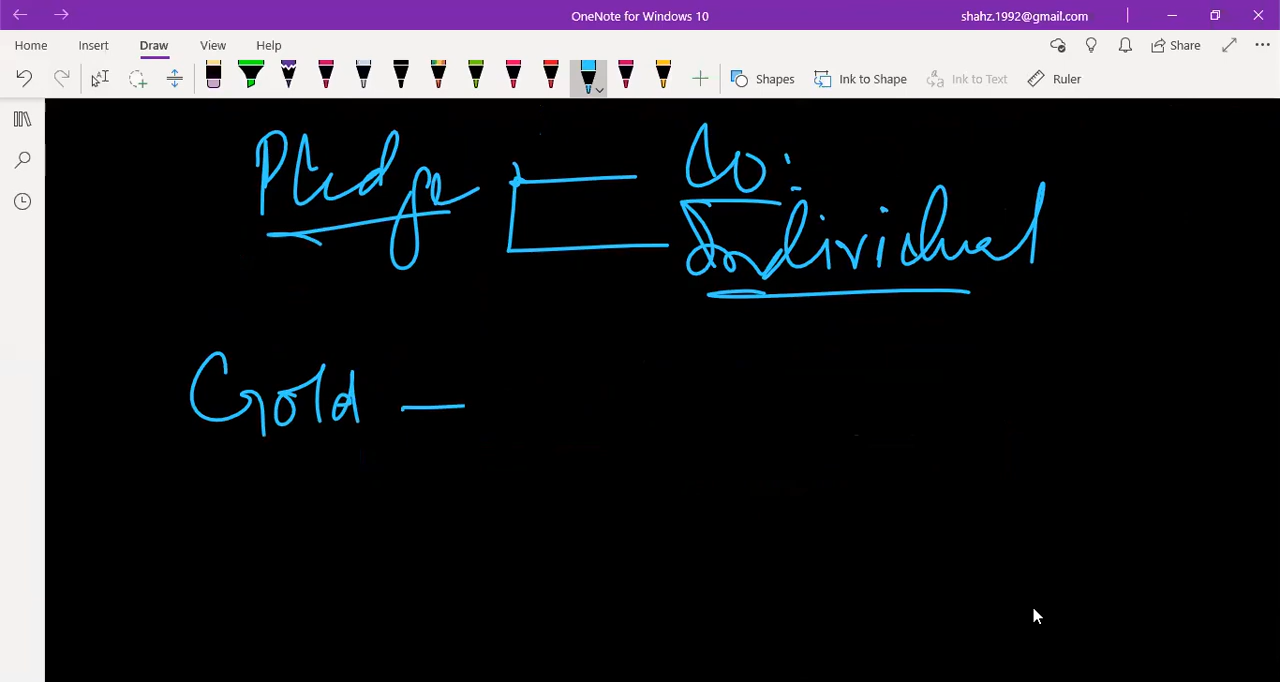 OneNote for Windows 10
shahz.1992@gmail.com
Home Insert Draw View Help
Share
Shapes Ink to Shape Ink to Text Ruler
Pledge Co:
Individual
Gold —